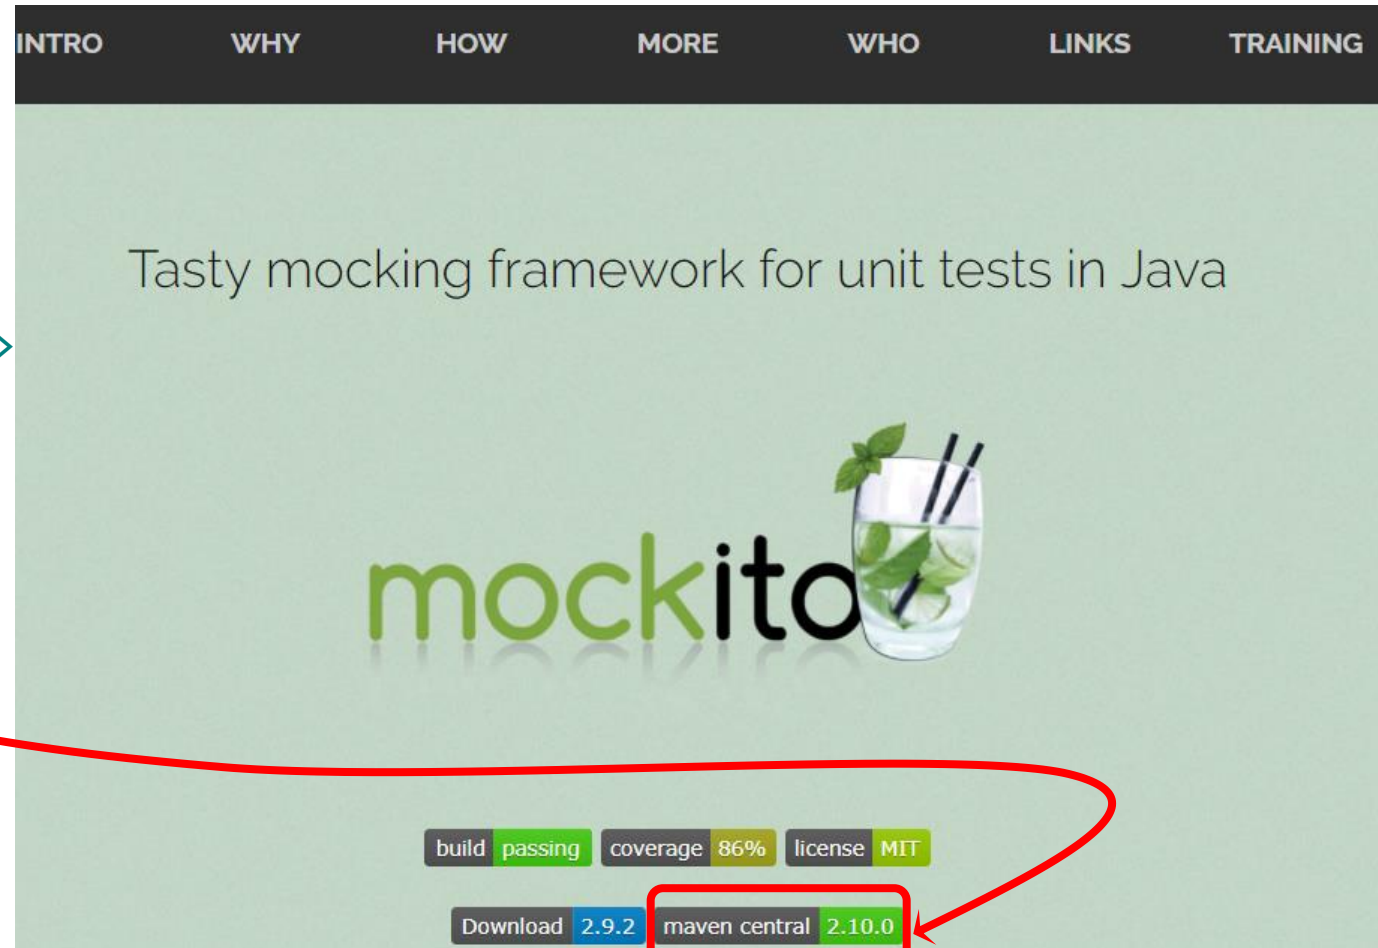 INTRO WHY HOW MORE WHO LINKS TRAINING
Tasty mocking framework for unit tests in Java
mockito
build passing coverage 86% license MIT
Download 2.9.2 maven central 2.10.0